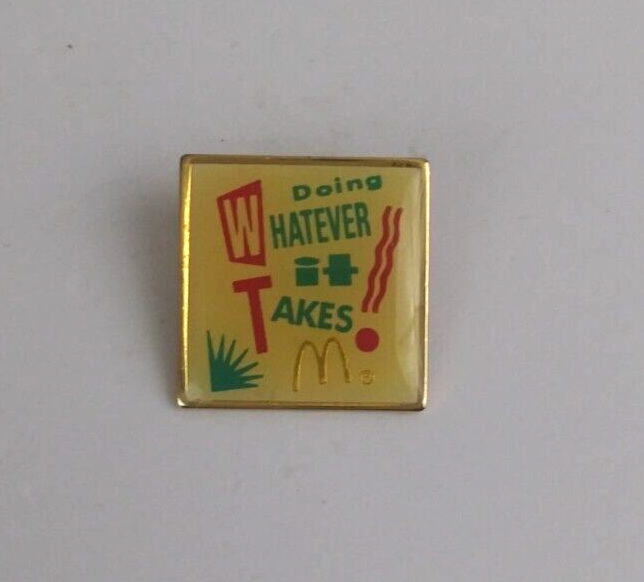 Doing
WHATEVER
it
TAKES!
M